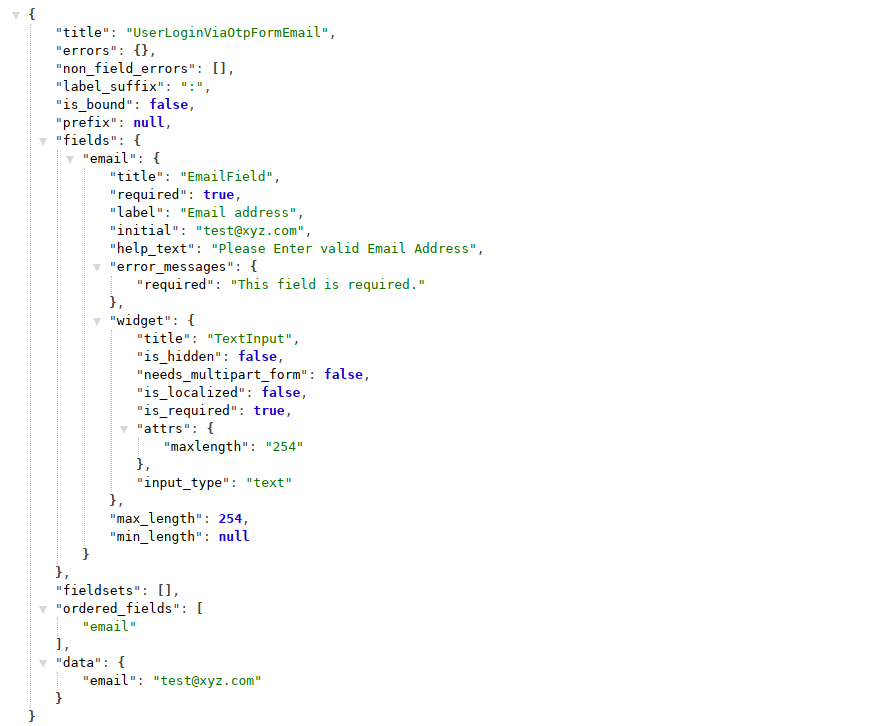 {
"title": "UserLoginViaOtpFormEmail",
"errors": {},
"non_field_errors": [],
"label_suffix": ":",
"is_bound": false,
"prefix": null,
"fields": {
"email": {
"title": "EmailField",
"required": true,
"label": "Email address",
"initial": "test@xyz.com",
"help_text": "Please Enter valid Email Address",
"error_messages": {
"required": "This field is required."
},
"widget": {
"title": "TextInput",
"is_hidden": false,
"needs_multipart_form": false,
"is_localized": false,
"is_required": true,
"attrs": {
"maxlength": "254"
},
"input_type": "text"
},
"max_length": 254,
"min_length": null
}
},
"fieldsets": [],
"ordered_fields": [
"email"
],
"data": {
"email": "test@xyz.com"
}
}